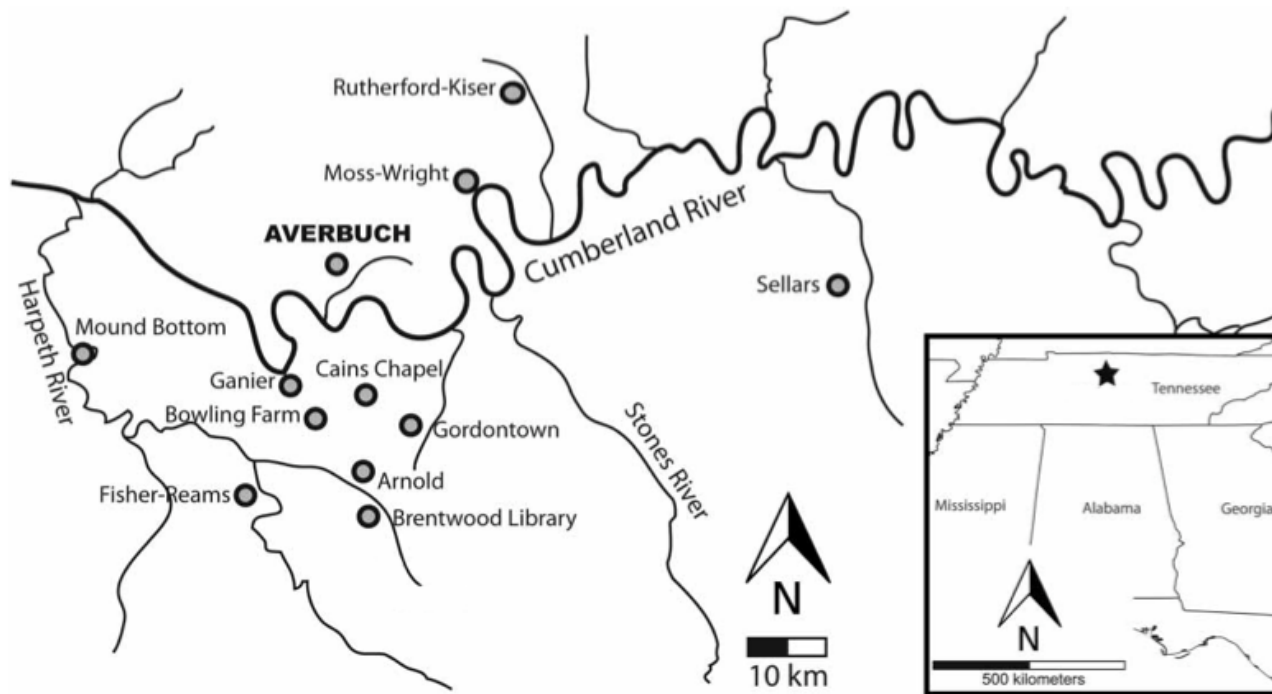 Rutherford-Kiser
Moss-Wright
AVERBUCH
Cumberland River
Sellars
Harpeth River
Mound Bottom
Cains Chapel
Ganier
Bowling Farm
Gordontown
Stones River
Arnold
Fisher-Reams
Brentwood Library
N
10 km
Tennessee
Mississippi
Alabama
Georgia
N
500 kilometers